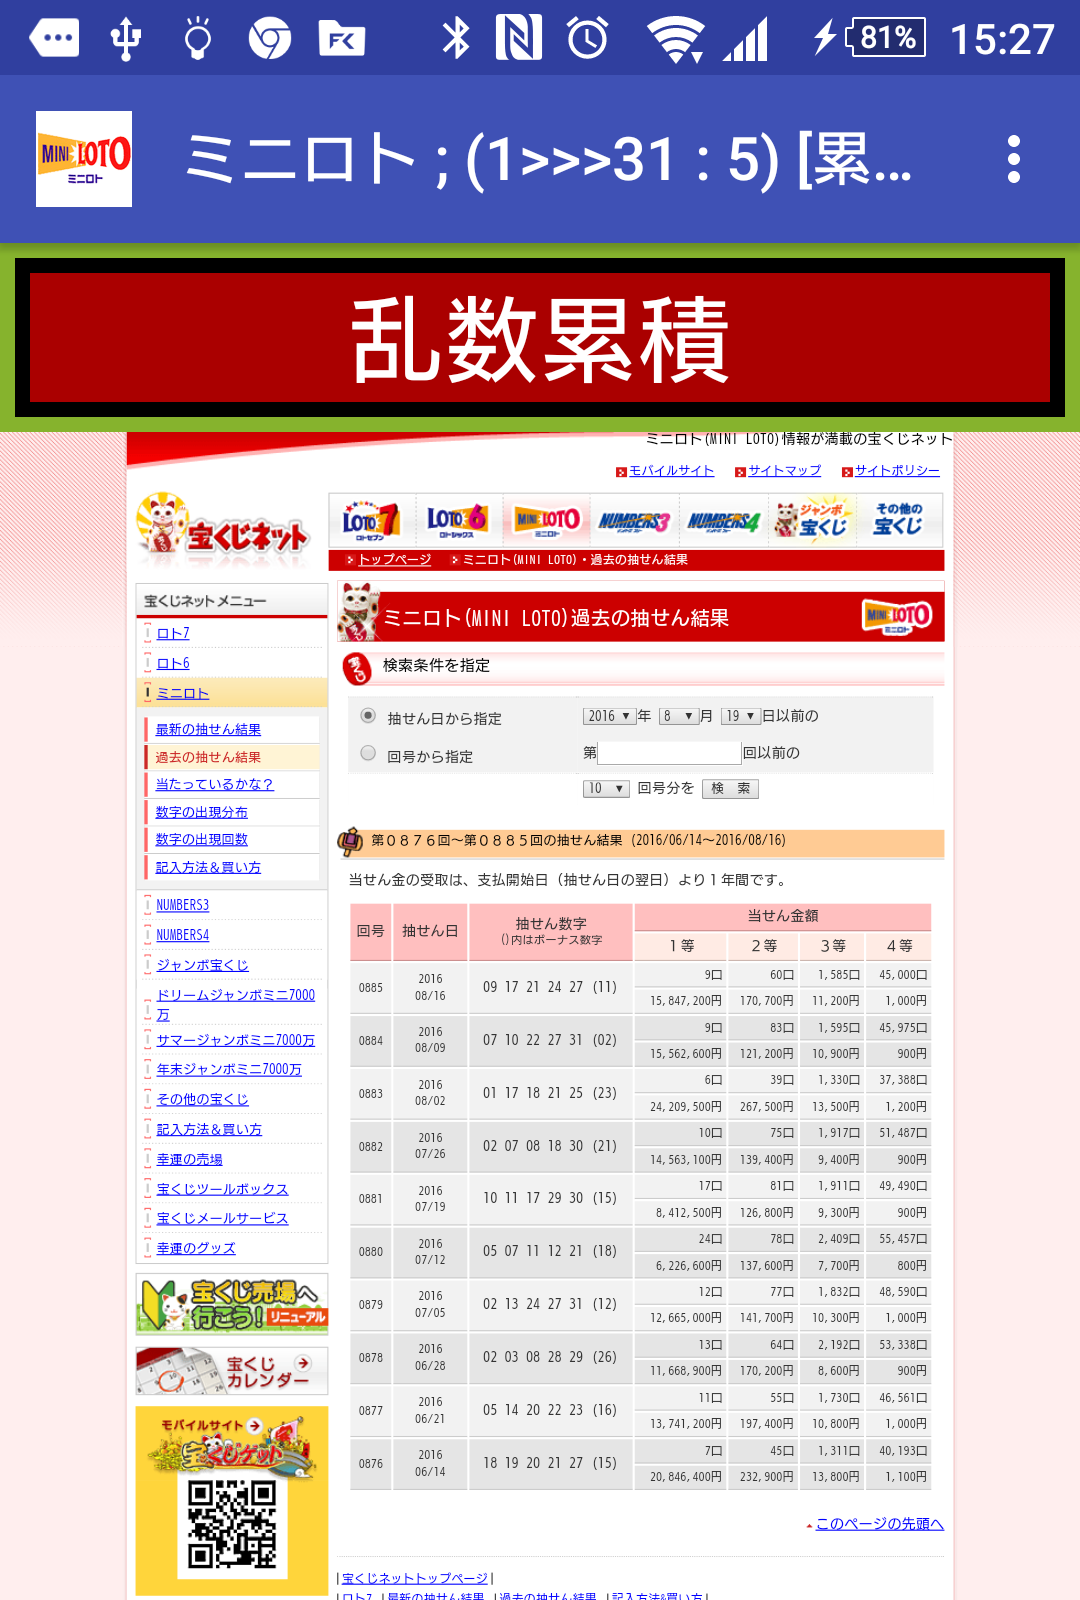 81% 15:27
MINI LOTO ミニロト
ミニロト ; (1>>>31 : 5) [累...
乱数累積
ミニロト(MINI LOTO)情報が満載の宝くじネット
モバイルサイト サイトマップ サイトポリシー
宝くじネット
LOTO 7 ロトセブン LOTO 6 ロトシックス MINI LOTO ミニロト NUMBERS3 NUMBERS4 ジャンボ宝くじ その他の宝くじ
トップページ ミニロト(MINI LOTO)・過去の抽せん結果
宝くじネット メニュー
ロト7
ロト6
ミニロト
最新の抽せん結果
過去の抽せん結果
当たっているかな？
数字の出現分布
数字の出現回数
記入方法＆買い方
NUMBERS3
NUMBERS4
ジャンボ宝くじ
ドリームジャンボミニ7000
万
サマージャンボミニ7000万
年末ジャンボミニ7000万
その他の宝くじ
記入方法＆買い方
幸運の売場
宝くじツールボックス
宝くじメールサービス
幸運のグッズ
宝くじ売場へ
行こう！ リニューアル
宝くじ
カレンダー
モバイルサイト
宝くじゲット
ミニロト(MINI LOTO)過去の抽せん結果 MINI LOTO ミニロト
検索条件を指定
抽せん日から指定 2016 ▼ 年 8 ▼ 月 19 ▼ 日以前の
回号から指定 第 回以前の
10 ▼ 回号分を 検 索
第０８７６回～第０８８５回の抽せん結果 (2016/06/14～2016/08/16)
当せん金の受取は、支払開始日（抽せん日の翌日）より１年間です。
回号 抽せん日 抽せん数字 ()内はボーナス数字 当せん金額
１等 ２等 ３等 ４等
0885 2016 08/16 09 17 21 24 27 (11) 9口 60口 1,585口 45,000口
15,847,200円 170,700円 11,200円 1,000円
0884 2016 08/09 07 10 22 27 31 (02) 9口 83口 1,595口 45,975口
15,562,600円 121,200円 10,900円 900円
0883 2016 08/02 01 17 18 21 25 (23) 6口 39口 1,330口 37,388口
24,209,500円 267,500円 13,500円 1,200円
0882 2016 07/26 02 07 08 18 30 (21) 10口 75口 1,917口 51,487口
14,563,100円 139,400円 9,400円 900円
0881 2016 07/19 10 11 17 29 30 (15) 17口 81口 1,911口 49,490口
8,412,500円 126,800円 9,300円 900円
0880 2016 07/12 05 07 11 12 21 (18) 24口 78口 2,409口 55,457口
6,226,600円 137,600円 7,700円 800円
0879 2016 07/05 02 13 24 27 31 (12) 12口 77口 1,832口 48,590口
12,665,000円 141,700円 10,300円 1,000円
0878 2016 06/28 02 03 08 28 29 (26) 13口 64口 2,192口 53,338口
11,668,900円 170,200円 8,600円 900円
0877 2016 06/21 05 14 20 22 23 (16) 11口 55口 1,730口 46,561口
13,741,200円 197,400円 10,800円 1,000円
0876 2016 06/14 18 19 20 21 27 (15) 7口 45口 1,311口 40,193口
20,846,400円 232,900円 13,800円 1,100円
このページの先頭へ
|宝くじネットトップページ|
|ロト7 |最新の抽せん結果 |過去の抽せん結果 |記入方法&買い方|